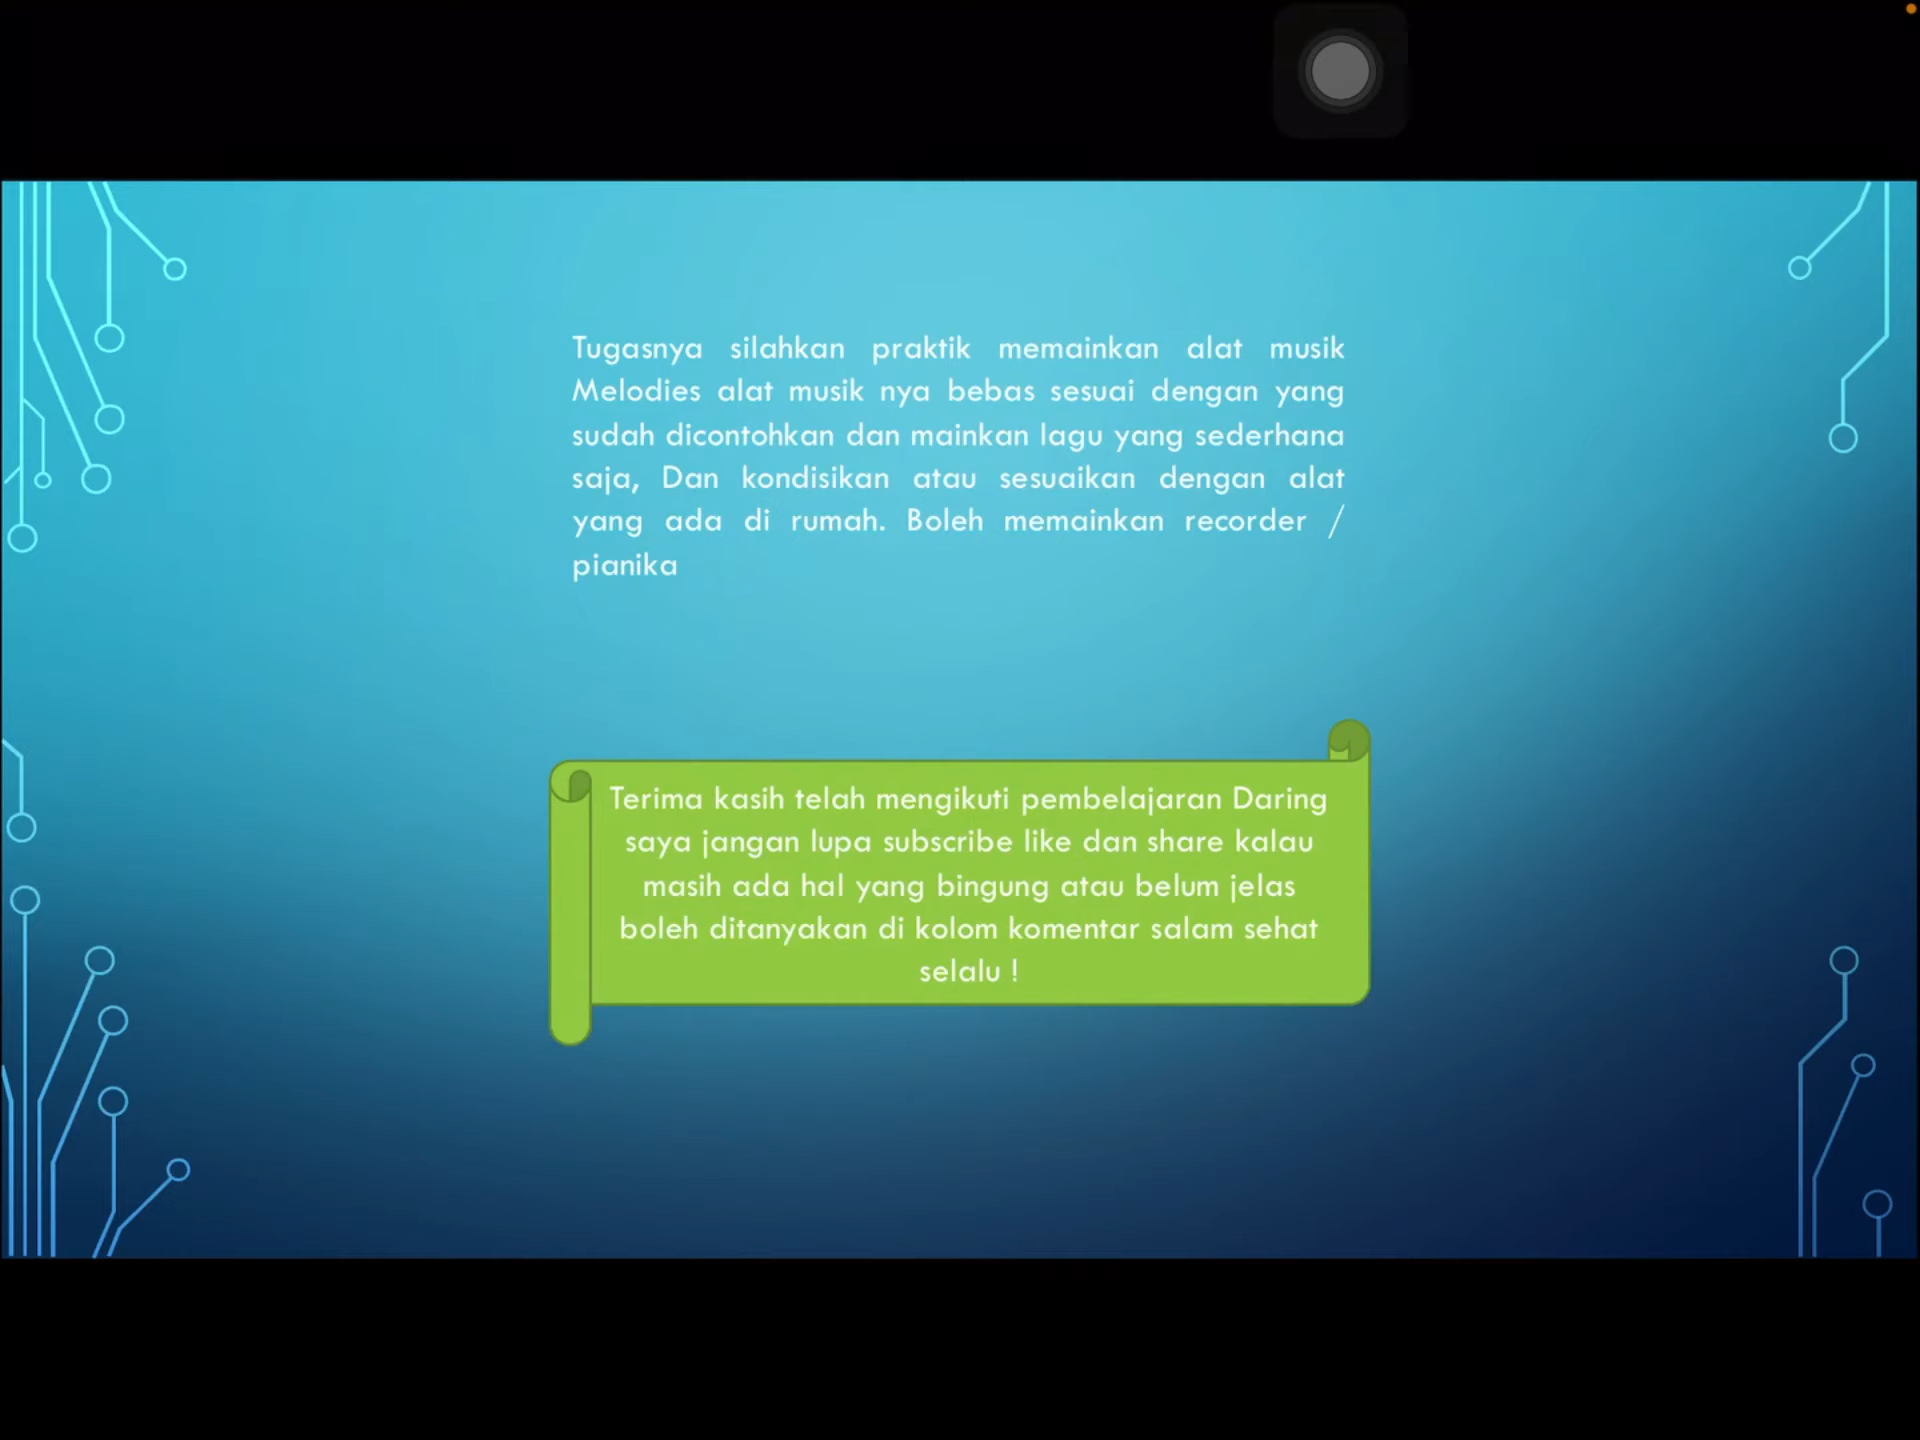 Tugasnya silahkan praktik memainkan alat musik
Melodies alat musik nya bebas sesuai dengan yang
sudah dicontohkan dan mainkan lagu yang sederhana
saja, Dan kondisikan atau sesuaikan dengan alat
yang ada di rumah. Boleh memainkan recorder /
pianika
Terima kasih telah mengikuti pembelajaran Daring
saya jangan lupa subscribe like dan share kalau
masih ada hal yang bingung atau belum jelas
boleh ditanyakan di kolom komentar salam sehat
selalu !